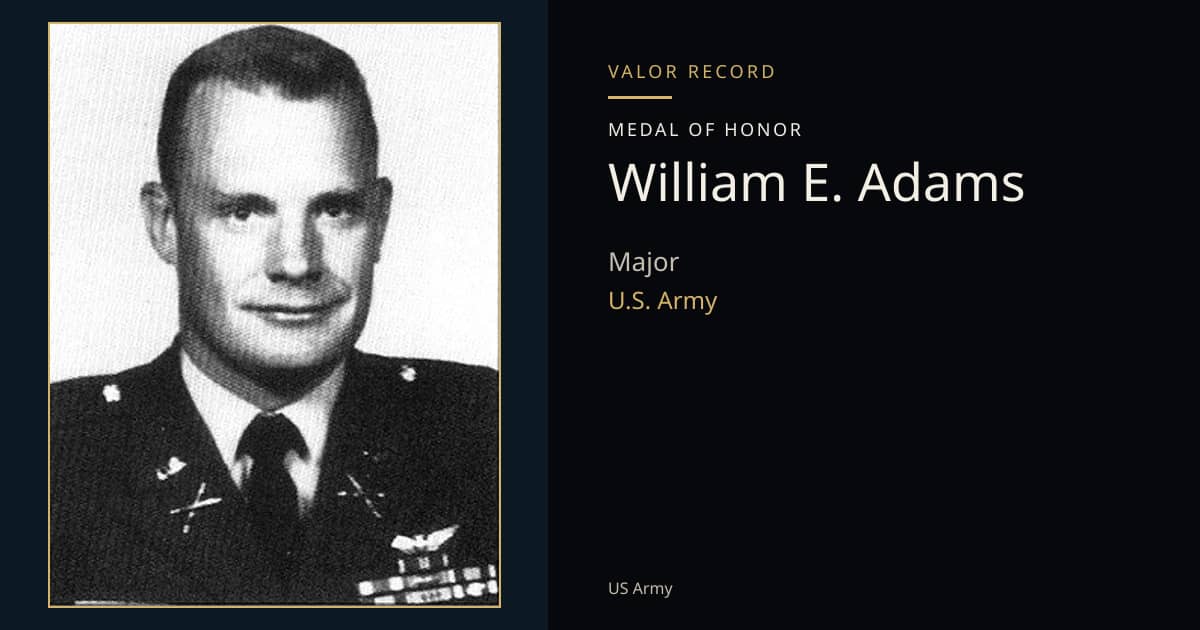 VALOR RECORD
MEDAL OF HONOR
William E. Adams
Major
U.S. Army
US Army